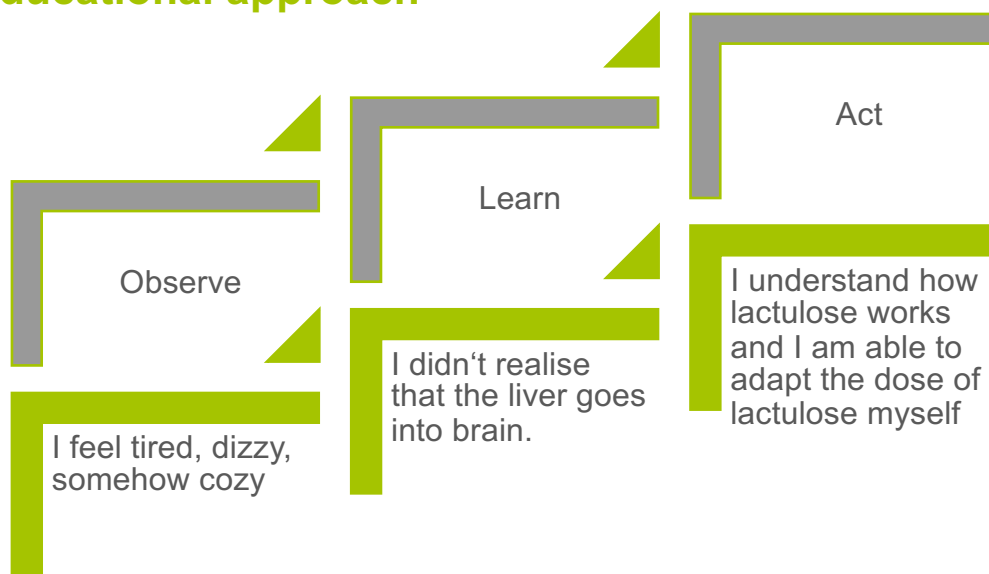 ducational approach
Observe
I feel tired, dizzy,
somehow cozy
Learn
I didn‘t realise
that the liver goes
into brain.
Act
I understand how
lactulose works
and I am able to
adapt the dose of
lactulose myself